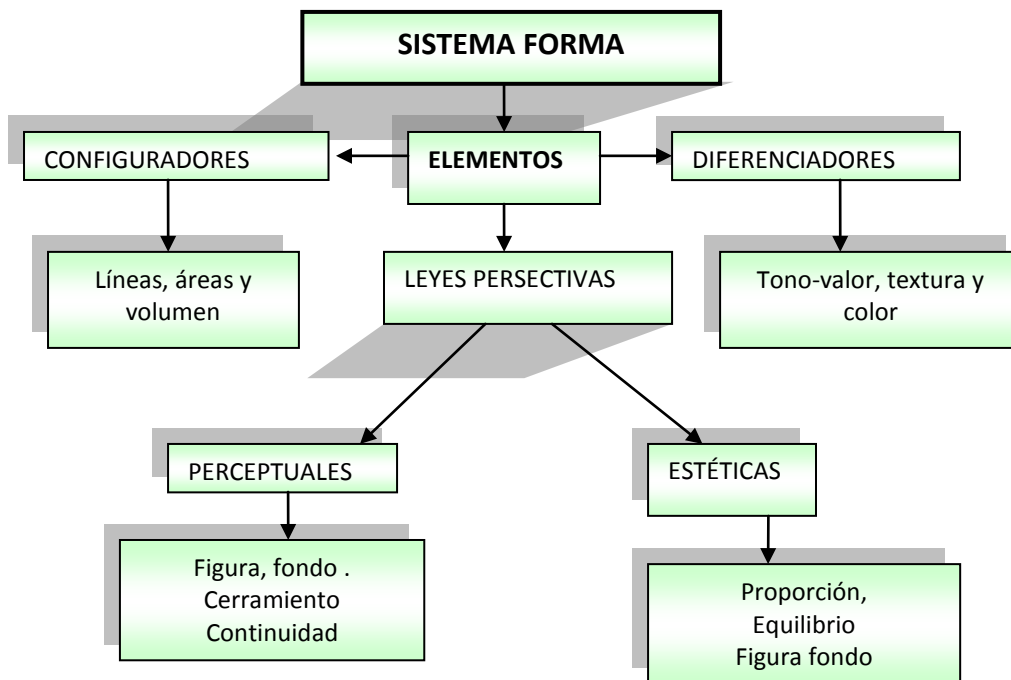 SISTEMA FORMA
CONFIGURADORES
ELEMENTOS
DIFERENCIADORES
Líneas, áreas y
volumen
LEYES PERSECTIVAS
Tono-valor, textura y
color
PERCEPTUALES
ESTÉTICAS
Figura, fondo .
Cerramiento
Continuidad
Proporción,
Equilibrio
Figura fondo